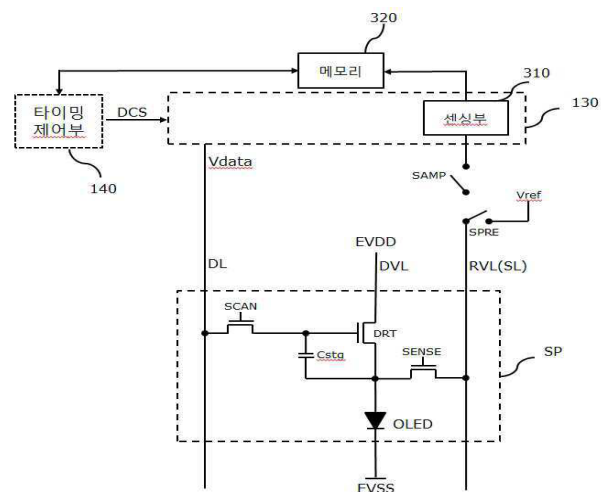 320
메모리
310
타이밍
제어부
DCS
센싱부
130
140
Vdata
SAMP
Vref
SPRE
EVDD
DL
DVL
RVL(SL)
SCAN
DRT
Cstg
SENSE
SP
OLED
EVSS